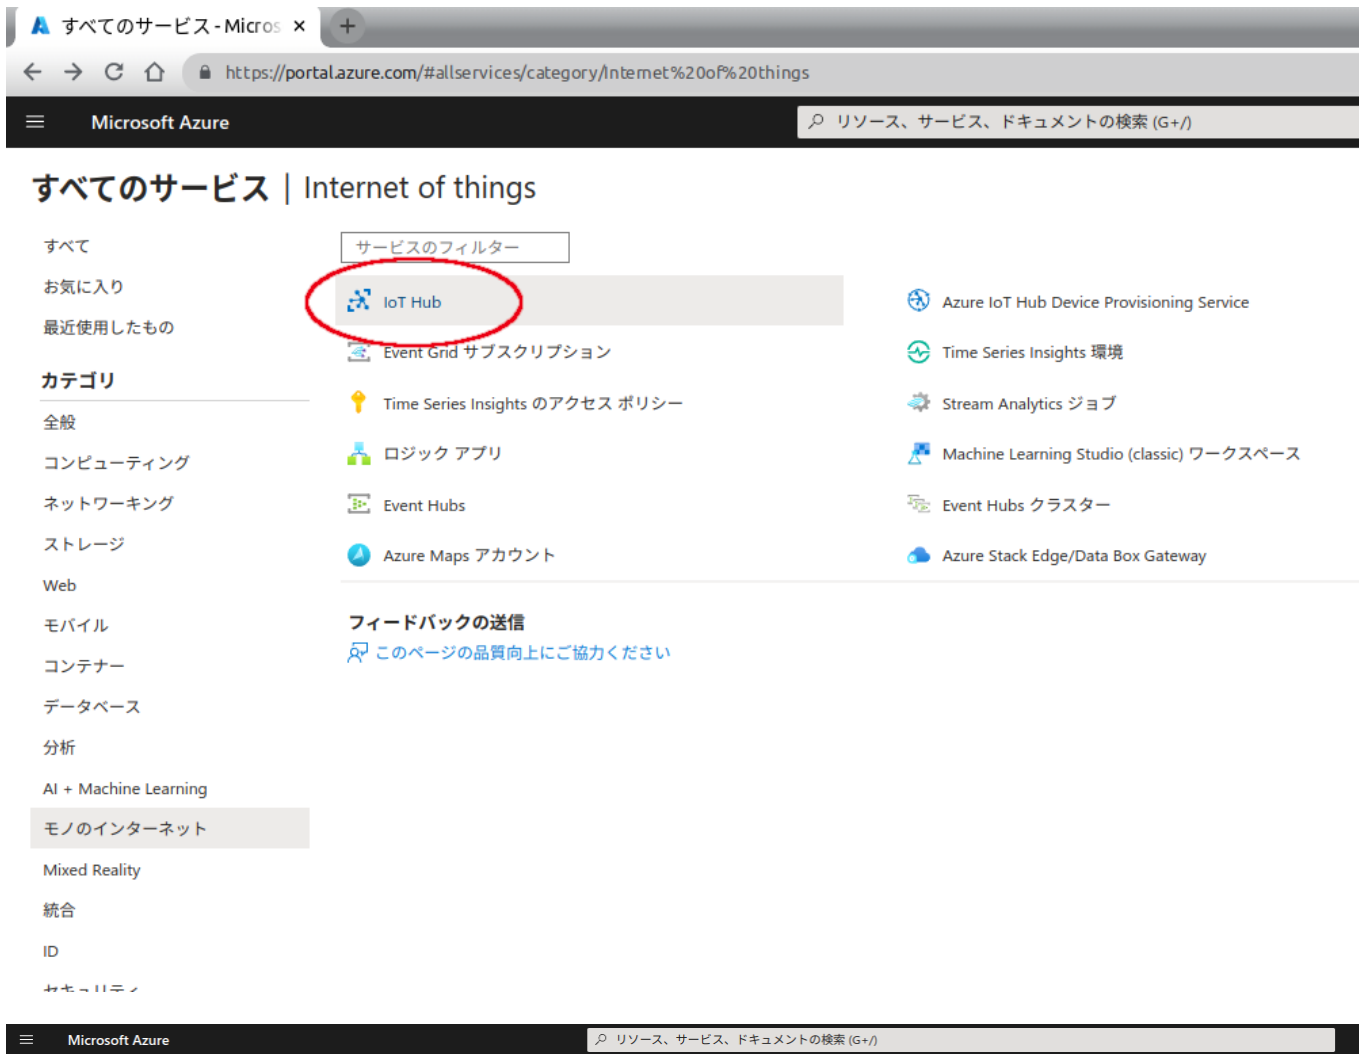 すべてのサービス - Micros
https://portal.azure.com/#allservices/category/Internet%20of%20things
Microsoft Azure
リソース、サービス、ドキュメントの検索 (G+/)
すべてのサービス | Internet of things
すべて
お気に入り
最近使用したもの
カテゴリ
全般
コンピューティング
ネットワーキング
ストレージ
Web
モバイル
コンテナー
データベース
分析
AI + Machine Learning
モノのインターネット
Mixed Reality
統合
ID
セキュリティ
サービスのフィルター
IoT Hub
Azure IoT Hub Device Provisioning Service
Event Grid サブスクリプション
Time Series Insights 環境
Time Series Insights のアクセス ポリシー
Stream Analytics ジョブ
ロジック アプリ
Machine Learning Studio (classic) ワークスペース
Event Hubs
Event Hubs クラスター
Azure Maps アカウント
Azure Stack Edge/Data Box Gateway
フィードバックの送信
このページの品質向上にご協力ください
Microsoft Azure
リソース、サービス、ドキュメントの検索 (G+/)